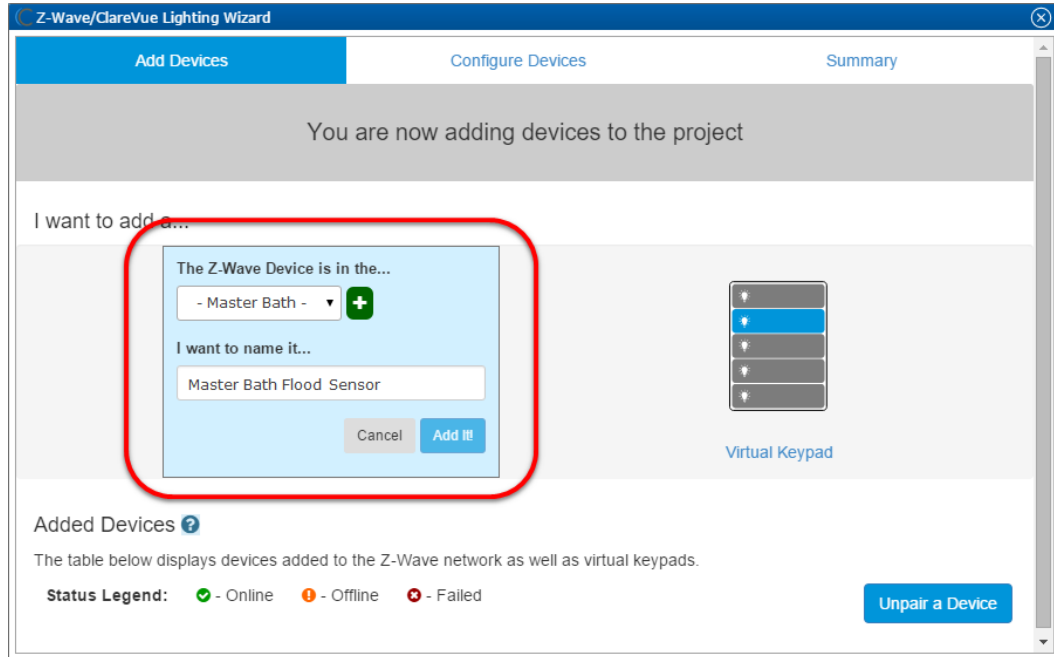 Z-Wave/ClareVue Lighting Wizard
Add Devices
Configure Devices
Summary
You are now adding devices to the project
I want to add a...
The Z-Wave Device is in the...
- Master Bath -
I want to name it...
Master Bath Flood Sensor
Cancel
Add It!
Virtual Keypad
Added Devices
The table below displays devices added to the Z-Wave network as well as virtual keypads.
Status Legend: - Online - Offline - Failed
Unpair a Device